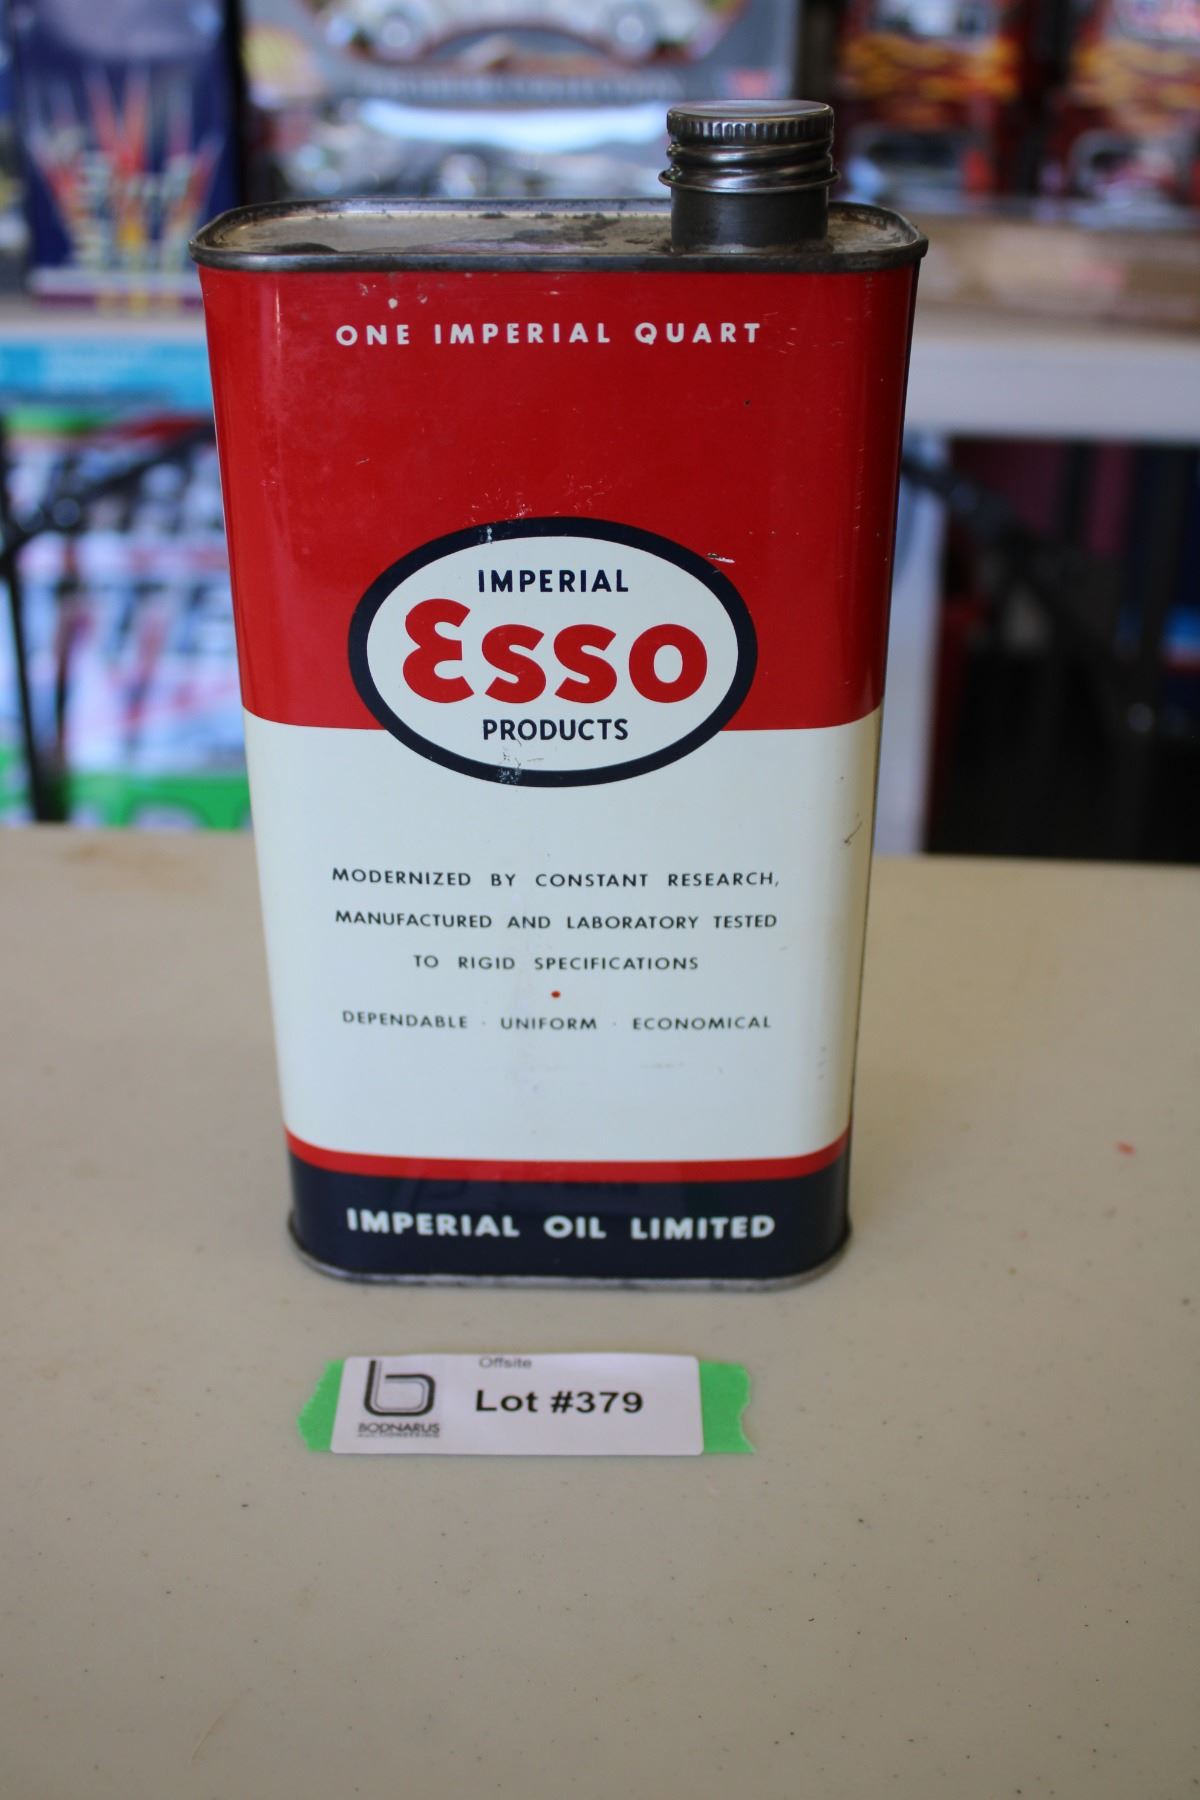 ONE IMPERIAL QUART
IMPERIAL
Esso
PRODUCTS
MODERNIZED BY CONSTANT RESEARCH,
MANUFACTURED AND LABORATORY TESTED
TO RIGID SPECIFICATIONS
DEPENDABLE · UNIFORM · ECONOMICAL
IMPERIAL OIL LIMITED
Offsite
Lot #379
BODNARUS
AUCTIONEERING